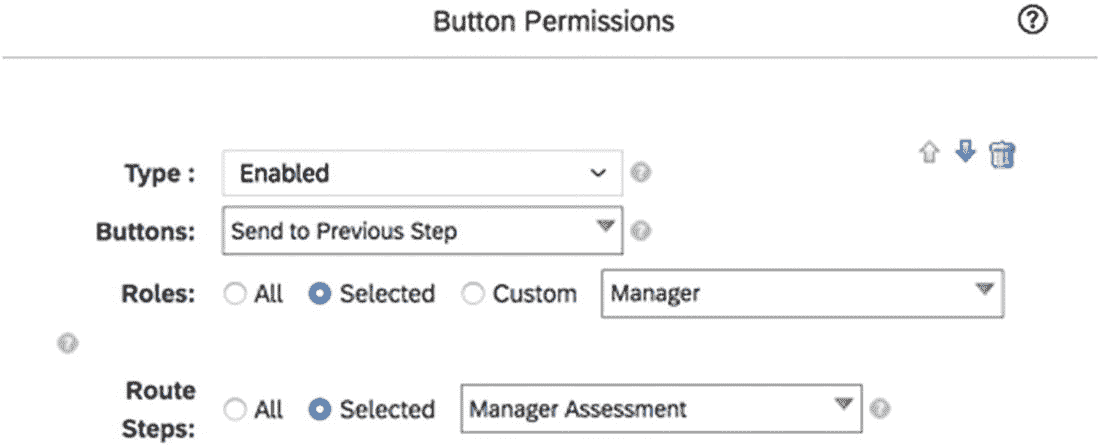 Button Permissions
Type : Enabled
Buttons: Send to Previous Step
Roles: All Selected Custom Manager
Route
Steps: All Selected Manager Assessment